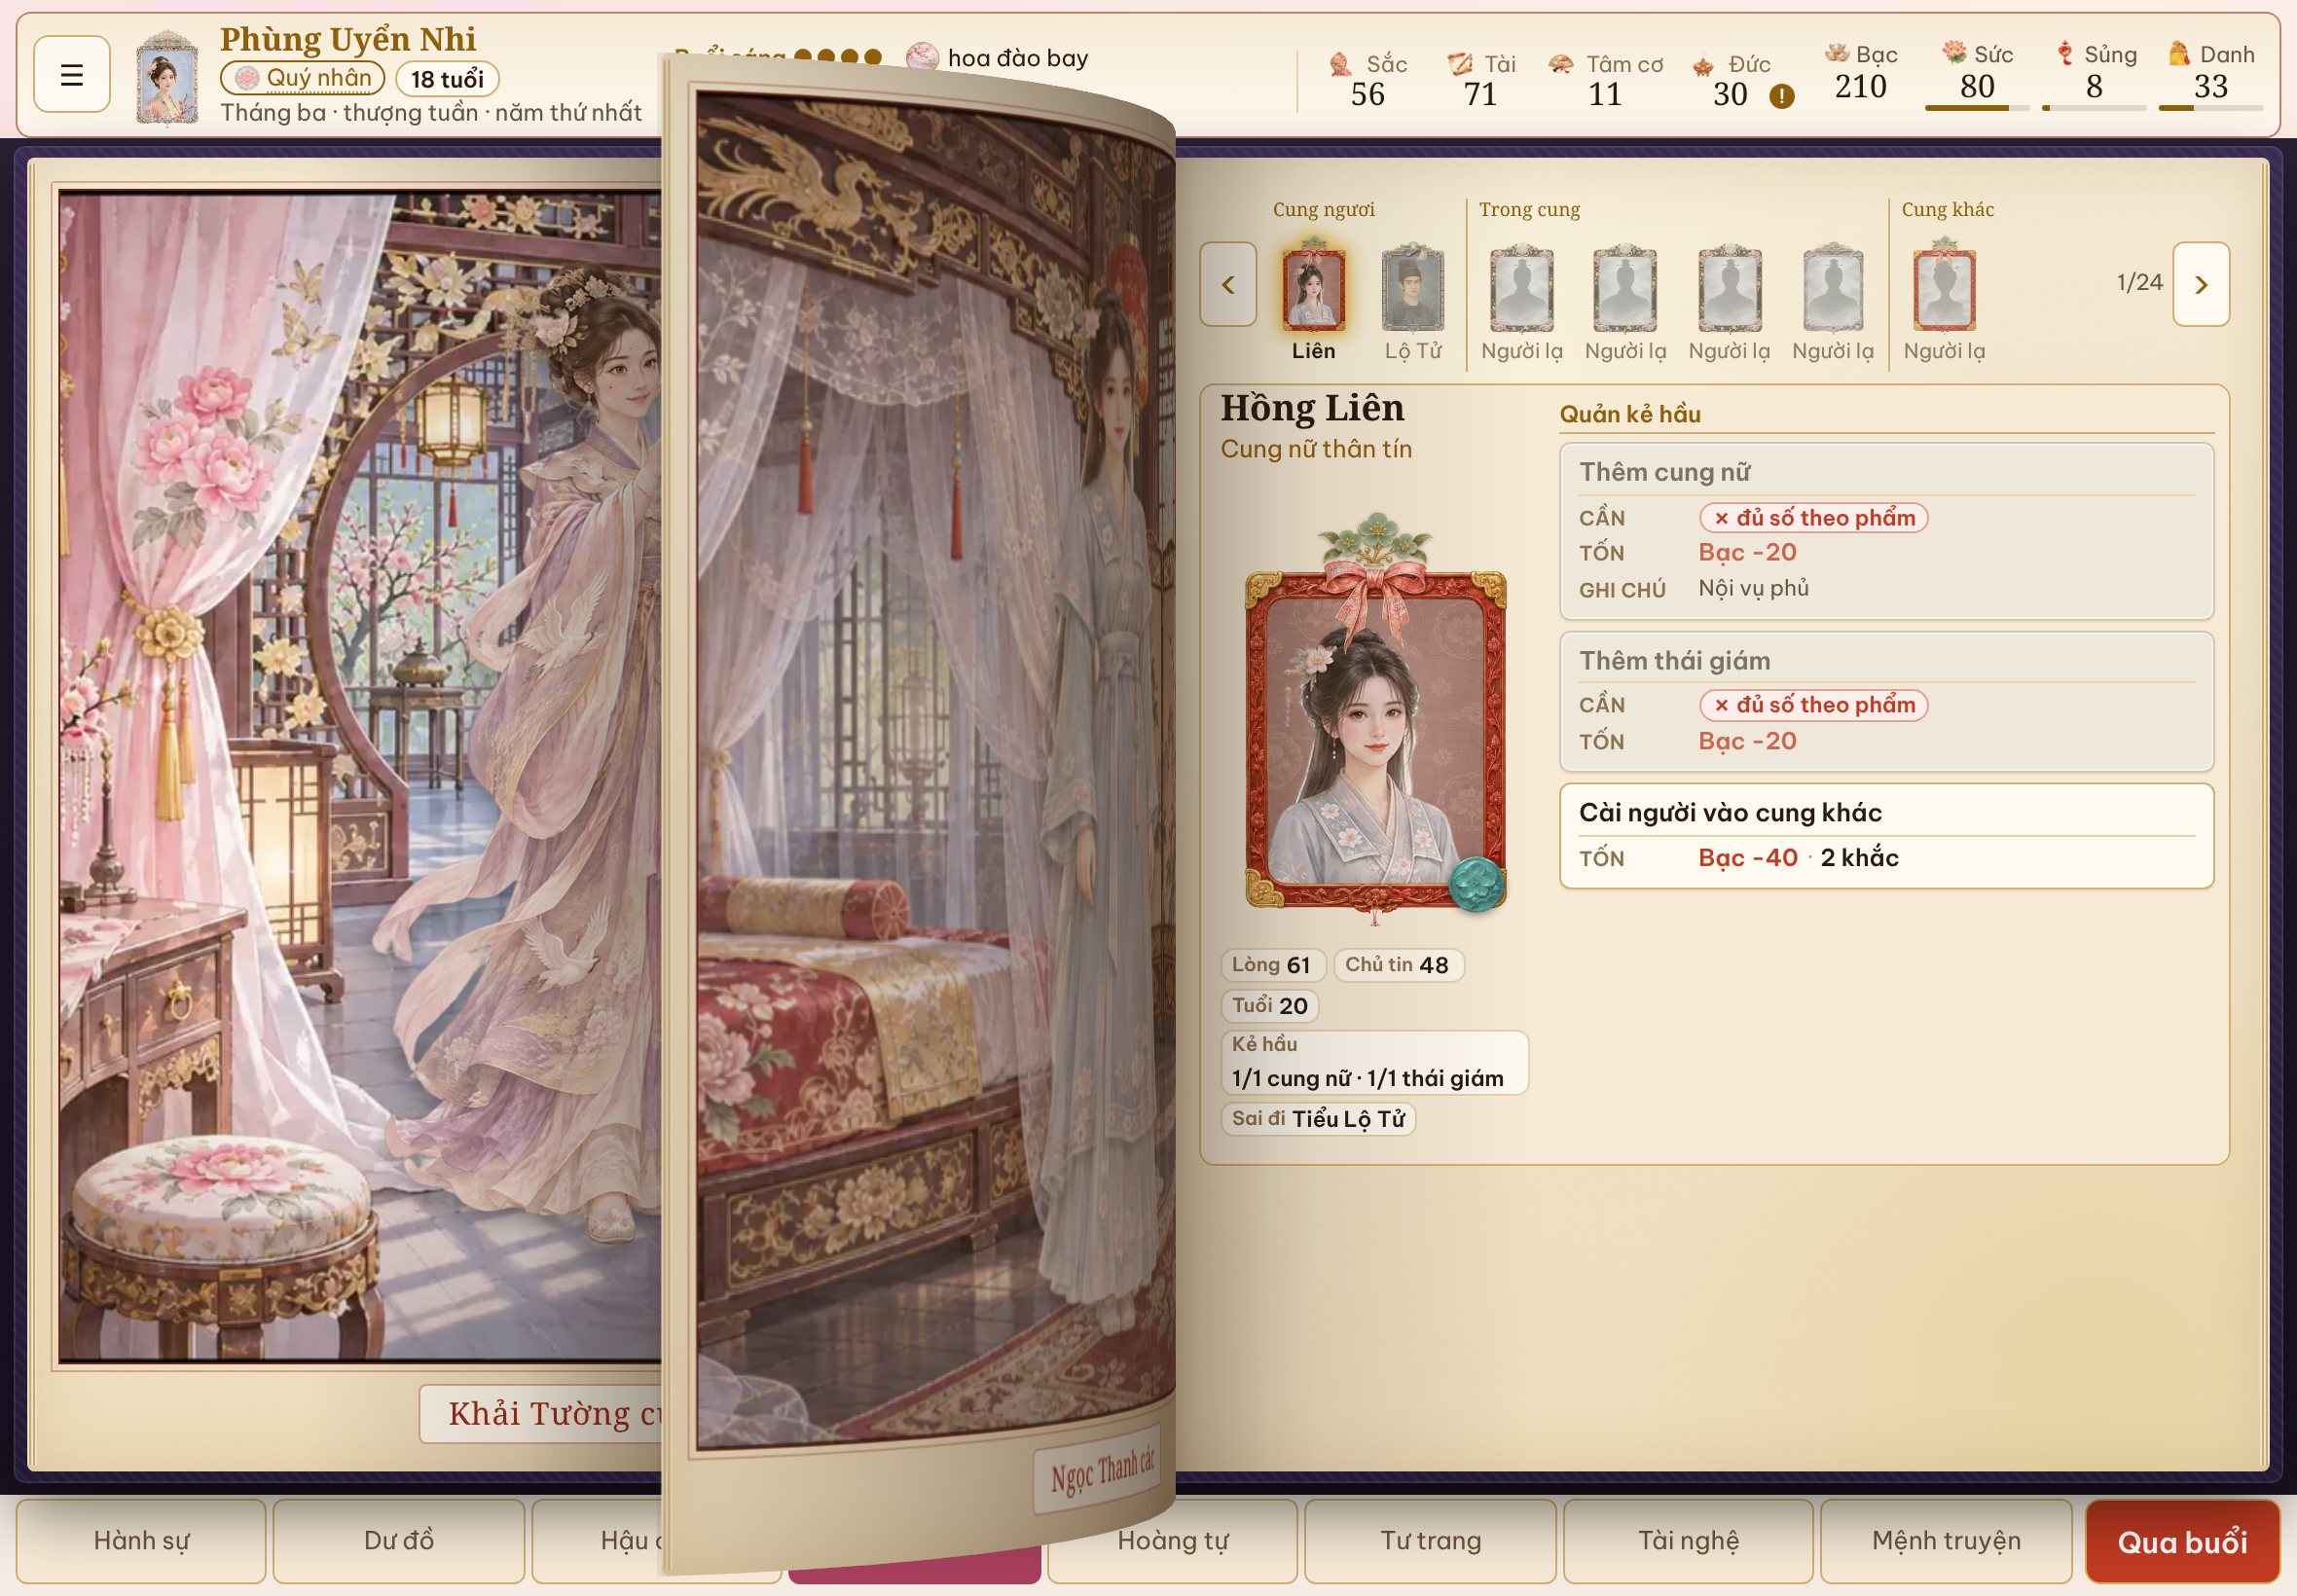 Phùng Uyển Nhi
Quý nhân
18 tuổi
Tháng ba · thượng tuần · năm thứ nhất
hoa đào bay
Sắc
56
Tài
71
Tâm cơ
11
Đức
30
!
Bạc
210
Sức
80
Sủng
8
Danh
33
Cung ngươi
Trong cung
Cung khác
Liên
Lộ Tử
Người lạ
Người lạ
Người lạ
Người lạ
Người lạ
1/24
Hồng Liên
Cung nữ thân tín
Lòng 61
Chủ tin 48
Tuổi 20
Kẻ hầu
1/1 cung nữ · 1/1 thái giám
Sai đi Tiểu Lộ Tử
Quản kẻ hầu
Thêm cung nữ
CẦN × đủ số theo phẩm
TỐN Bạc -20
GHI CHÚ Nội vụ phủ
Thêm thái giám
CẦN × đủ số theo phẩm
TỐN Bạc -20
Cài người vào cung khác
TỐN Bạc -40 · 2 khắc
Khải Tường
Ngọc Thanh các
Hành sự
Dư đồ
Hậu
Hoàng tự
Tư trang
Tài nghệ
Mệnh truyện
Qua buổi